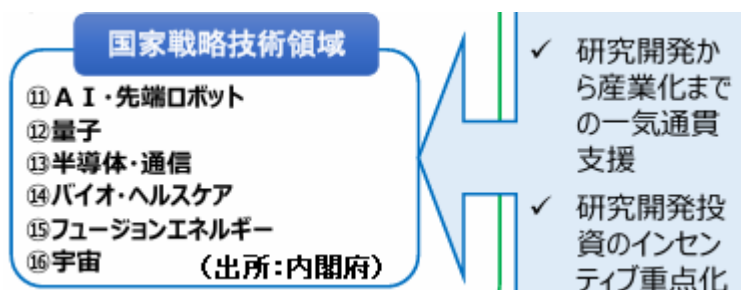 国家戦略技術領域
⑪ＡＩ・先端ロボット
⑫量子
⑬半導体・通信
⑭バイオ・ヘルスケア
⑮フュージョンエネルギー
⑯宇宙
（出所：内閣府）
✓ 研究開発か
ら産業化まで
の一気通貫
支援
✓ 研究開発投
資のインセン
ティブ重点化